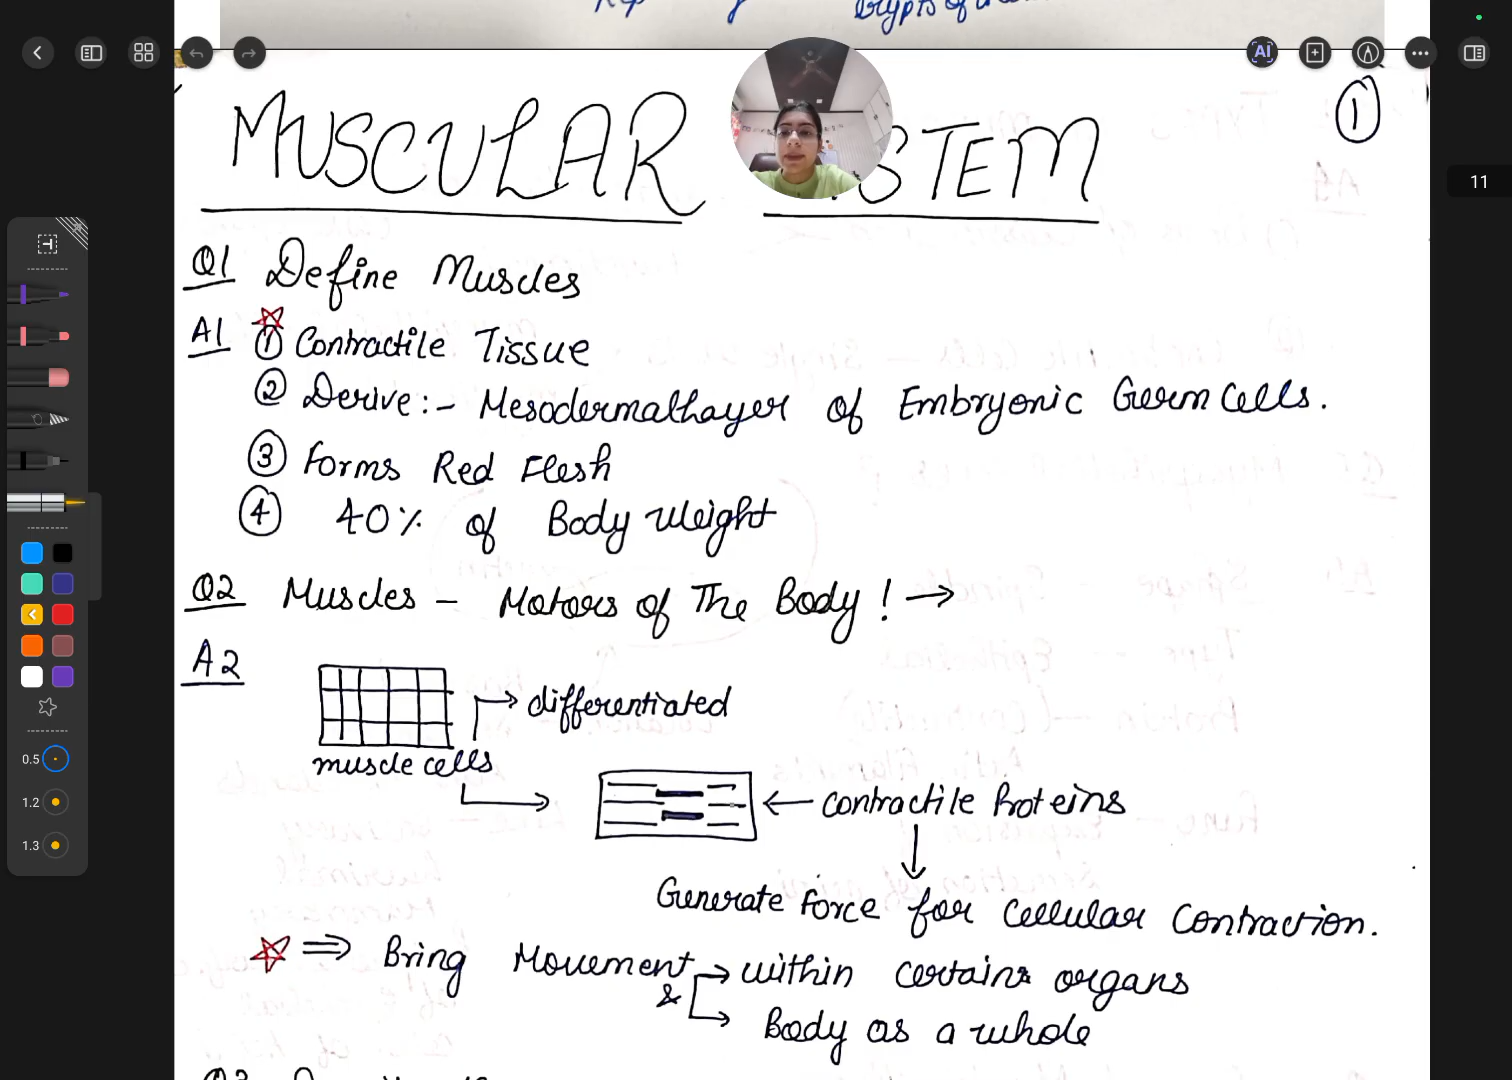 MUSCULAR STEM
①
11
Q1 Define Muscles
A1 ① Contractile Tissue
② Derive:- Mesodermal Layer of Embryonic Germ Cells.
③ Forms Red Flesh
④ 40% of Body Weight
Q2 Muscles - Motors of The Body! →
A2
→ differentiated
muscle cells
← Contractile Proteins
Generate Force for Cellular Contraction.
⇒ Bring Movement → within certains organs
&
→ Body as a whole
0.5
1.2
1.3
AI